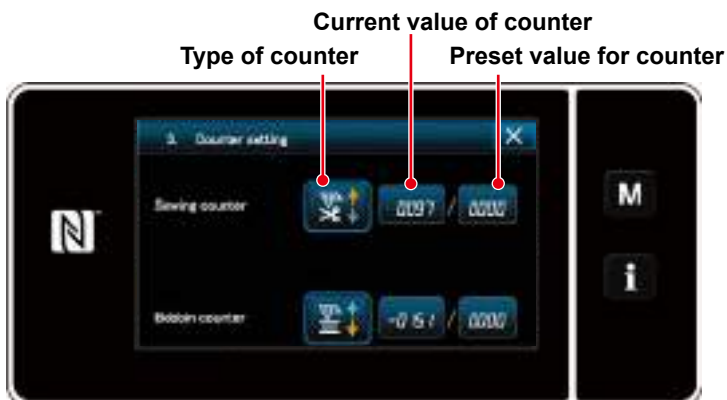 Current value of counter
Type of counter Preset value for counter
3. Counter setting X
Sewing counter 0097 / 0000
M
N
i
Bobbin counter -0151 / 0000